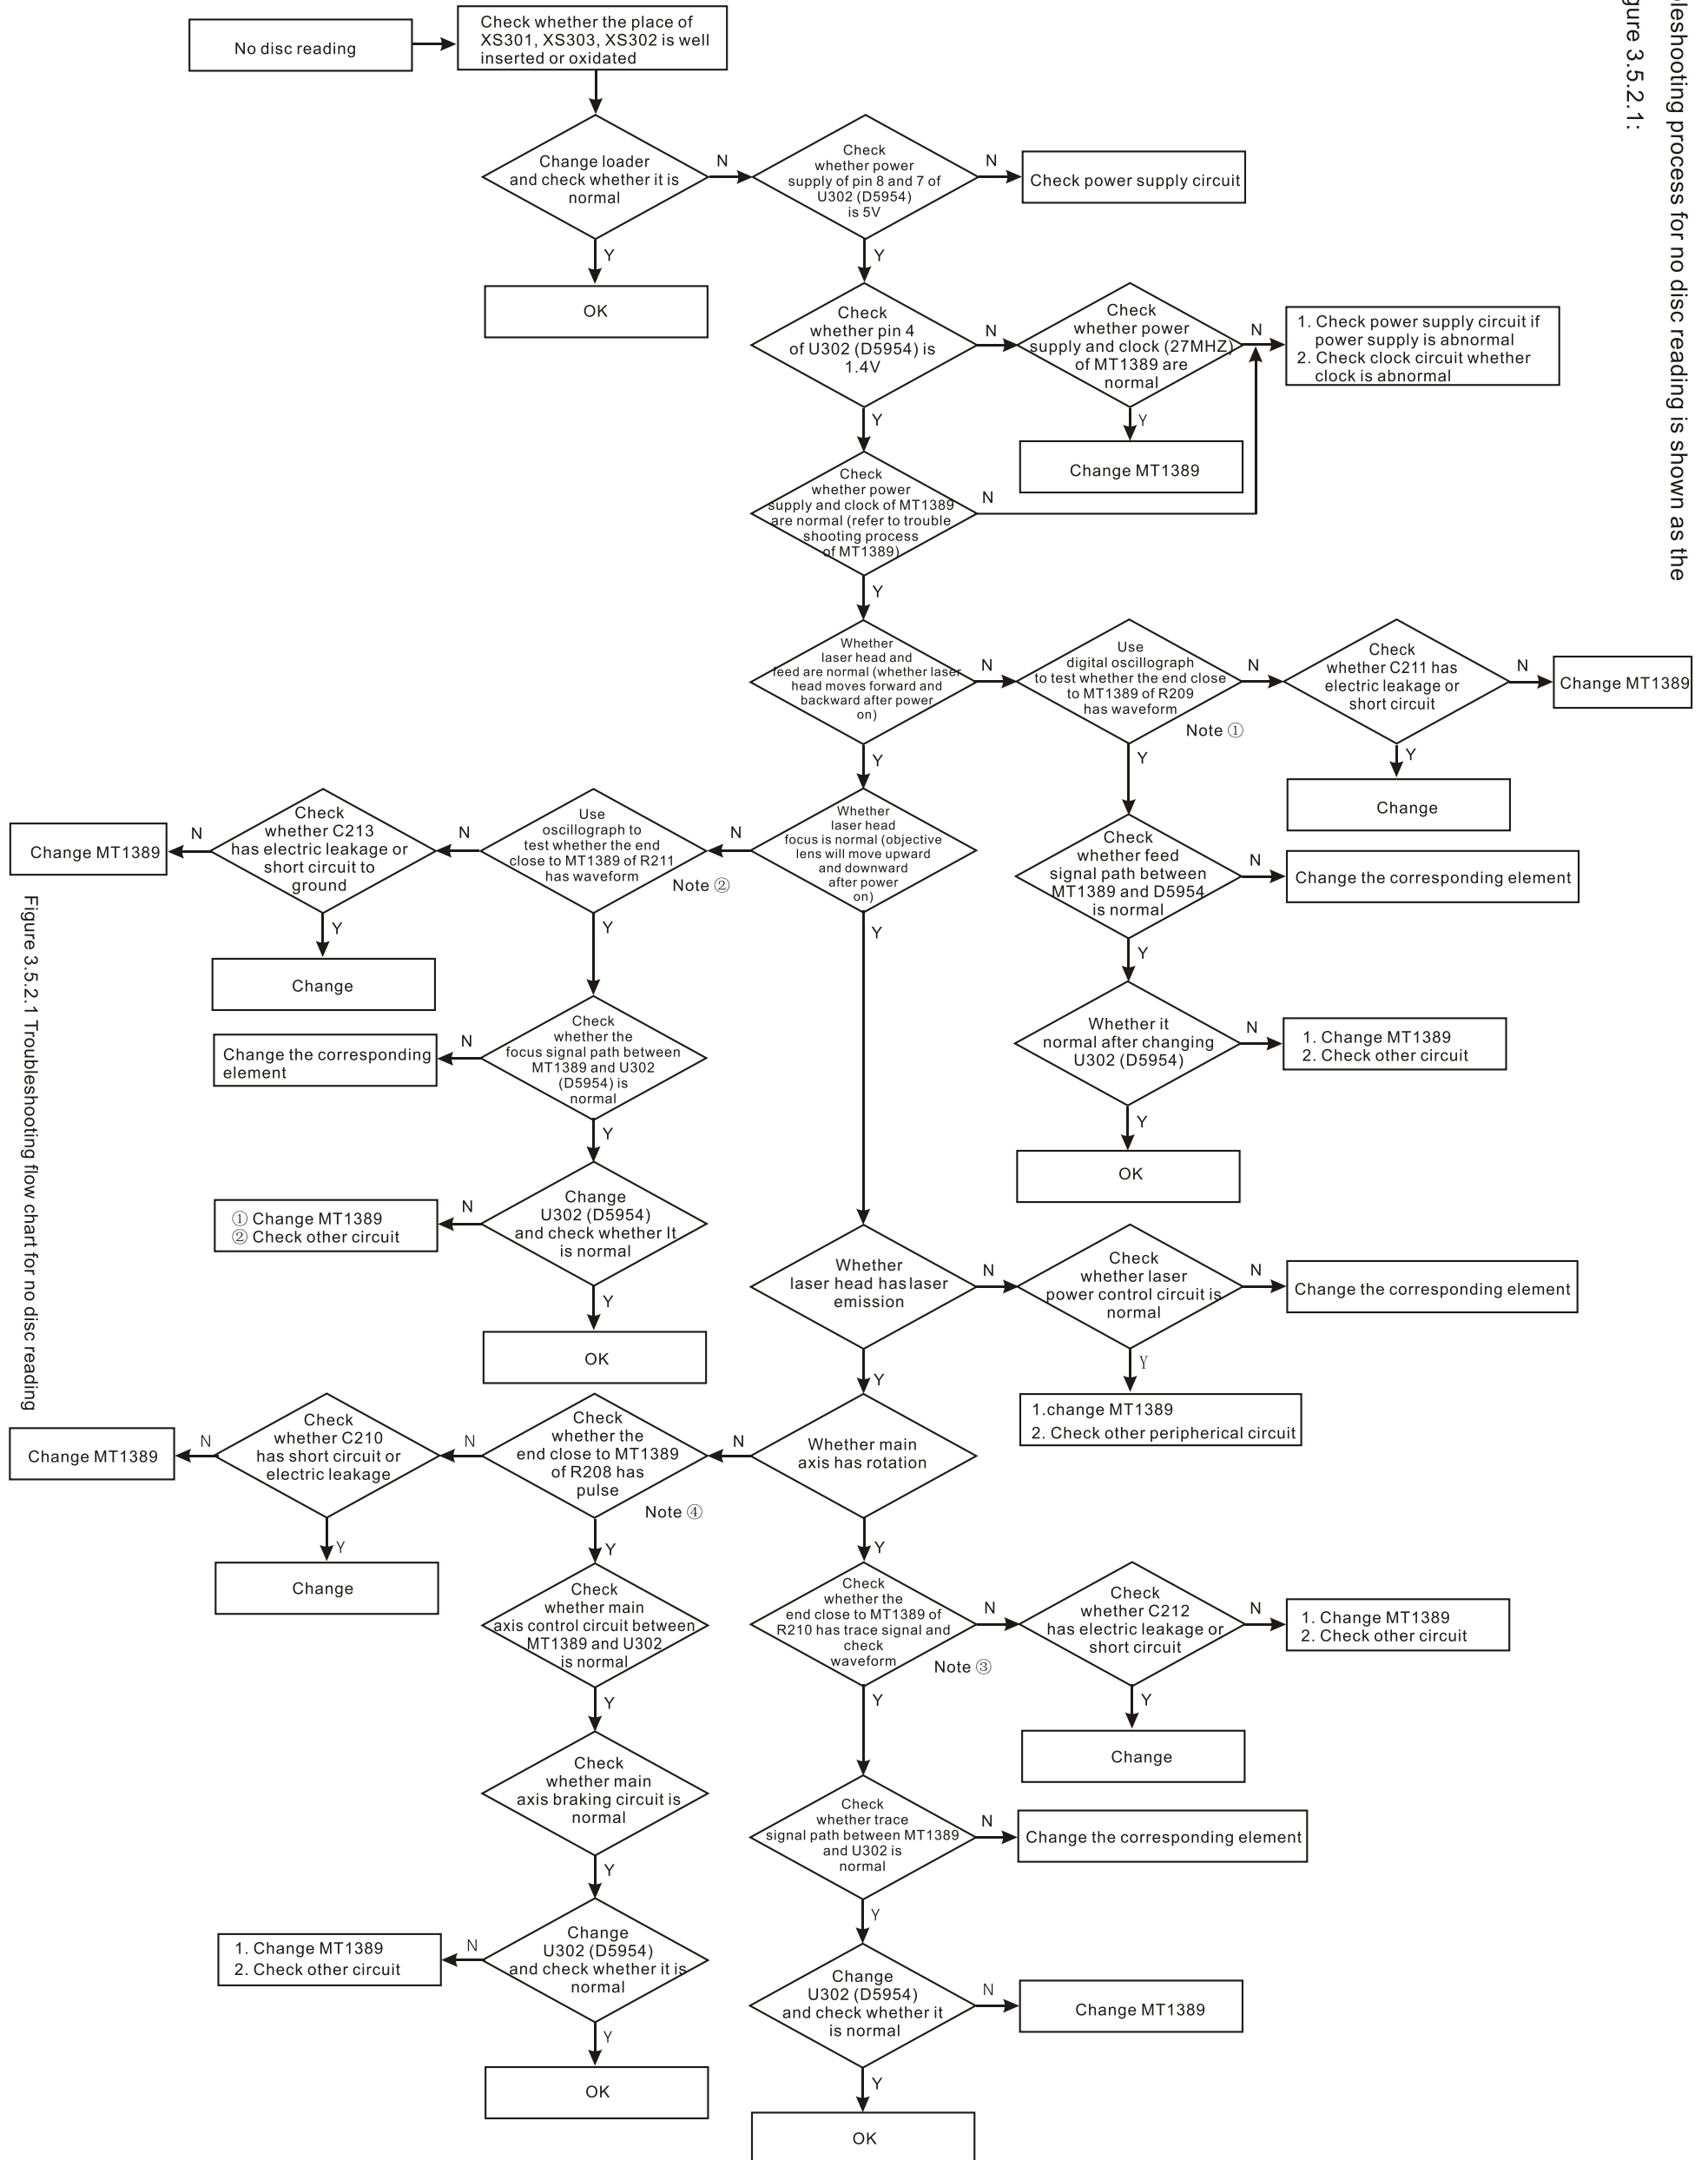 bleshooting process for no disc reading is shown as the
gure 3.5.2.1:
No disc reading
Check whether the place of
XS301, XS303, XS302 is well
inserted or oxidated
Change loader
and check whether it is
normal
N
Check
whether power
supply of pin 8 and 7 of
U302 (D5954)
is 5V
N
Check power supply circuit
Y
OK
Y
Check
whether pin 4
of U302 (D5954) is
1.4V
N
Check
whether power
supply and clock (27MHZ)
of MT1389 are
normal
N
1. Check power supply circuit if
power supply is abnormal
2. Check clock circuit whether
clock is abnormal
Y
Change MT1389
Y
Check
whether power
supply and clock of MT1389
are normal (refer to trouble
shooting process
of MT1389)
N
Y
Whether
laser head and
feed are normal (whether laser
head moves forward and
backward after power
on)
N
Use
digital oscillograph
to test whether the end close
to MT1389 of R209
has waveform
Note ①
N
Check
whether C211 has
electric leakage or
short circuit
N
Change MT1389
Y
Change
Y
Check
whether feed
signal path between
MT1389 and D5954
is normal
N
Change the corresponding element
Y
Whether it
normal after changing
U302 (D5954)
N
1. Change MT1389
2. Check other circuit
Y
OK
Y
Whether
laser head
focus is normal (objective
lens will move upward
and downward
after power
on)
N
Use
oscillograph to
test whether the end
close to MT1389 of R211
has waveform
Note ②
N
Check
whether C213
has electric leakage or
short circuit to
ground
N
Change MT1389
Y
Change
Y
Check
whether the
focus signal path between
MT1389 and U302
(D5954) is
normal
N
Change the corresponding
element
Y
Change
U302 (D5954)
and check whether It
is normal
N
① Change MT1389
② Check other circuit
Y
OK
Y
Whether
laser head has laser
emission
N
Check
whether laser
power control circuit is
normal
N
Change the corresponding element
Y
1.change MT1389
2. Check other peripherical circuit
Y
Whether main
axis has rotation
N
Check
whether the
end close to MT1389
of R208 has
pulse
Note ④
N
Check
whether C210
has short circuit or
electric leakage
N
Change MT1389
Y
Change
Y
Check
whether main
axis control circuit between
MT1389 and U302
is normal
Y
Check
whether main
axis braking circuit is
normal
Y
Change
U302 (D5954)
and check whether it is
normal
N
1. Change MT1389
2. Check other circuit
Y
OK
Y
Check
whether the
end close to MT1389 of
R210 has trace signal and
check
waveform
Note ③
N
Check
whether C212
has electric leakage or
short circuit
N
1. Change MT1389
2. Check other circuit
Y
Change
Y
Check
whether trace
signal path between MT1389
and U302 is
normal
N
Change the corresponding element
Y
Change
U302 (D5954)
and check whether it
is normal
N
Change MT1389
Y
OK
Figure 3.5.2.1 Troubleshooting flow chart for no disc reading